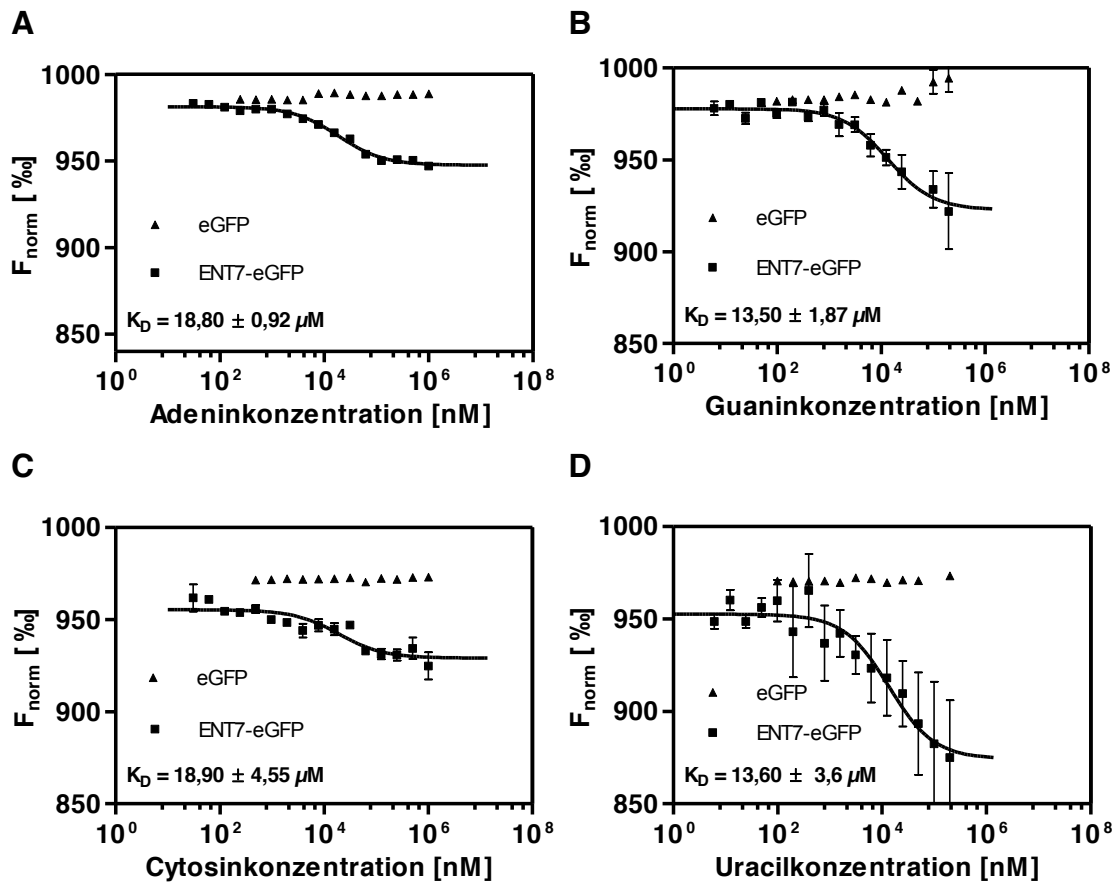 A
1000
950
900
850
F_norm [‰]
eGFP
ENT7-eGFP
K_D = 18,80 ± 0,92 µM
10^0 10^2 10^4 10^6 10^8
Adeninkonzentration [nM]
B
1000
950
900
850
F_norm [‰]
eGFP
ENT7-eGFP
K_D = 13,50 ± 1,87 µM
10^0 10^2 10^4 10^6 10^8
Guaninkonzentration [nM]
C
1000
950
900
850
F_norm [‰]
eGFP
ENT7-eGFP
K_D = 18,90 ± 4,55 µM
10^0 10^2 10^4 10^6 10^8
Cytosinkonzentration [nM]
D
1000
950
900
850
F_norm [‰]
eGFP
ENT7-eGFP
K_D = 13,60 ± 3,6 µM
10^0 10^2 10^4 10^6 10^8
Uracilkonzentration [nM]